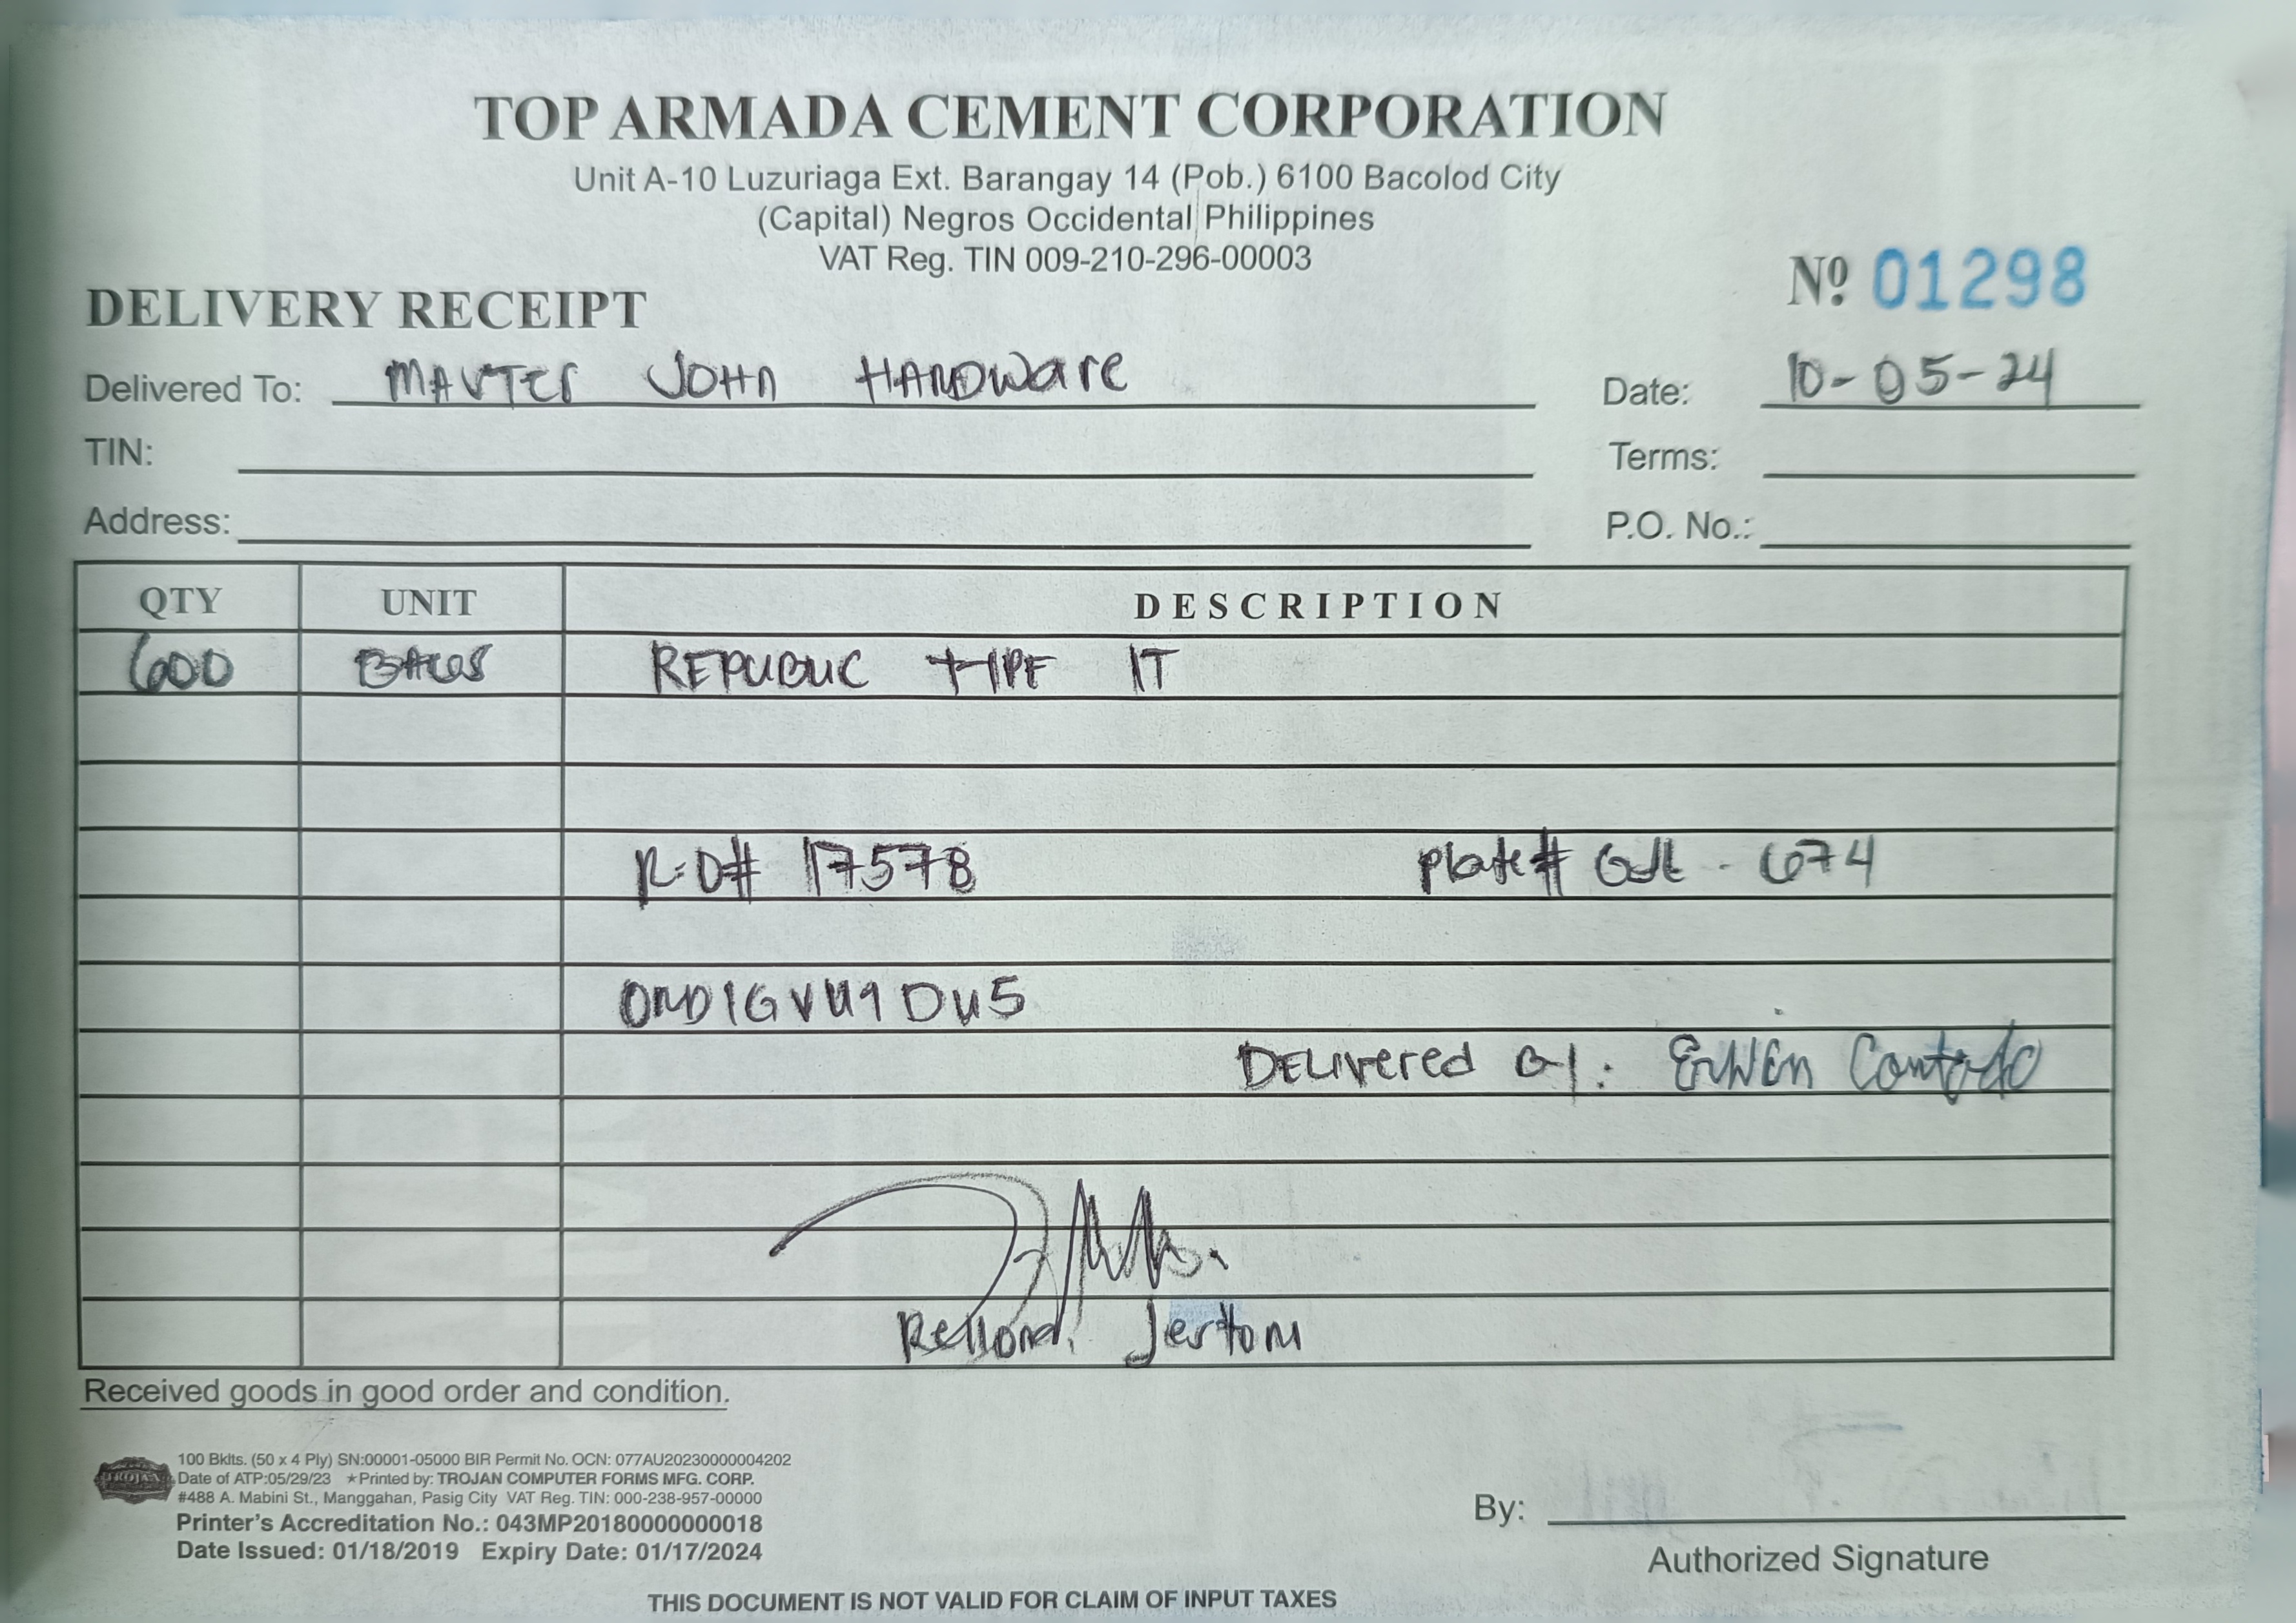 TOP ARMADA CEMENT CORPORATION
Unit A-10 Luzuriaga Ext. Barangay 14 (Pob.) 6100 Bacolod City
(Capital) Negros Occidental Philippines
VAT Reg. TIN 009-210-296-00003
Nº 01298
DELIVERY RECEIPT
Delivered To: MASTER JOHN HARDWare Date: 10-05-24
TIN: Terms:
Address: P.O. No.:
QTY UNIT DESCRIPTION
600 BAGS REPUBLIC TYPE 1T
R.O# 17578 Plate# - 674
Delivered By: Erwin
Jerhom
Received goods in good order and condition.
TROJAN
100 Bklts. (50 x 4 Ply) SN:00001-05000 BIR Permit No. OCN: 077AU20230000004202
Date of ATP:05/29/23 ★Printed by: TROJAN COMPUTER FORMS MFG. CORP.
#488 A. Mabini St., Manggahan, Pasig City VAT Reg. TIN: 000-238-957-00000
Printer's Accreditation No.: 043MP20180000000018
Date Issued: 01/18/2019 Expiry Date: 01/17/2024
By:
Authorized Signature
THIS DOCUMENT IS NOT VALID FOR CLAIM OF INPUT TAXES